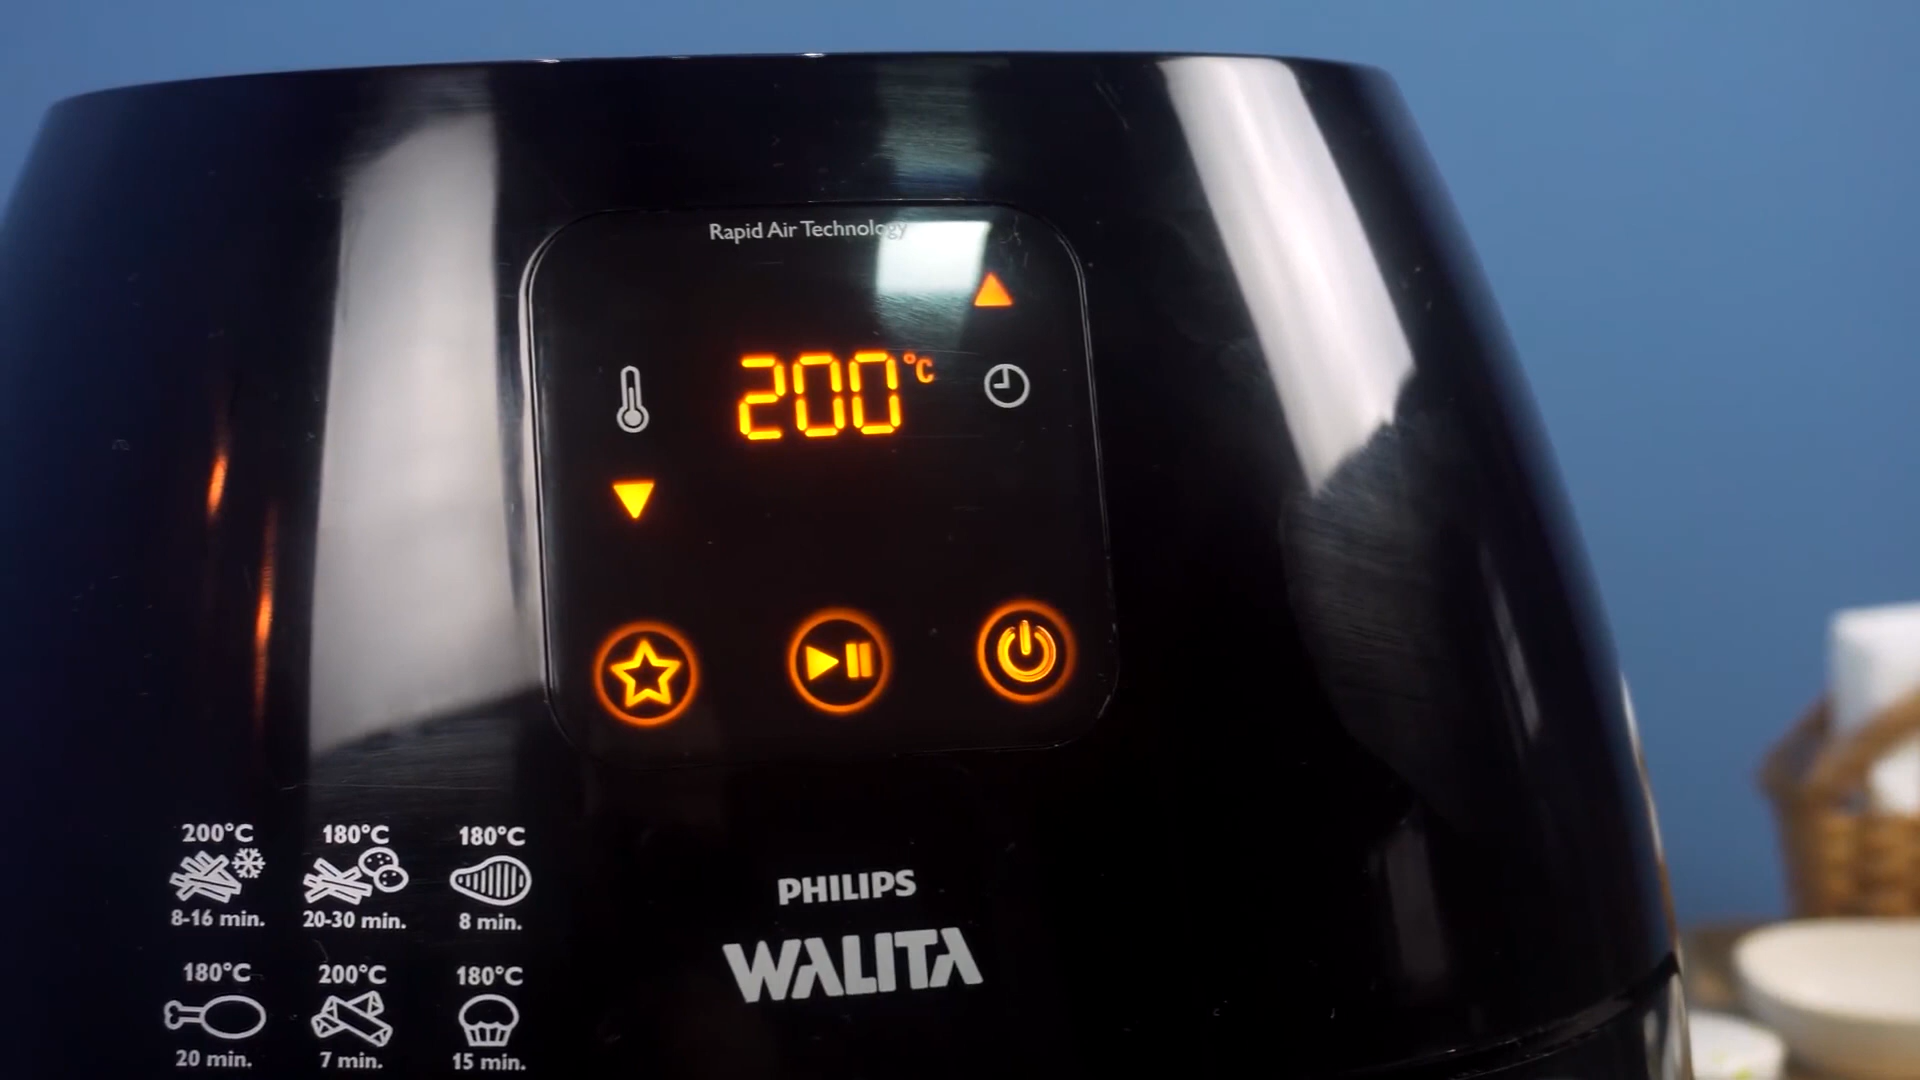 Rapid Air Technology
200°C
200°C 180°C 180°C
8-16 min. 20-30 min. 8 min.
180°C 200°C 180°C
20 min. 7 min. 15 min.
PHILIPS
WALITA